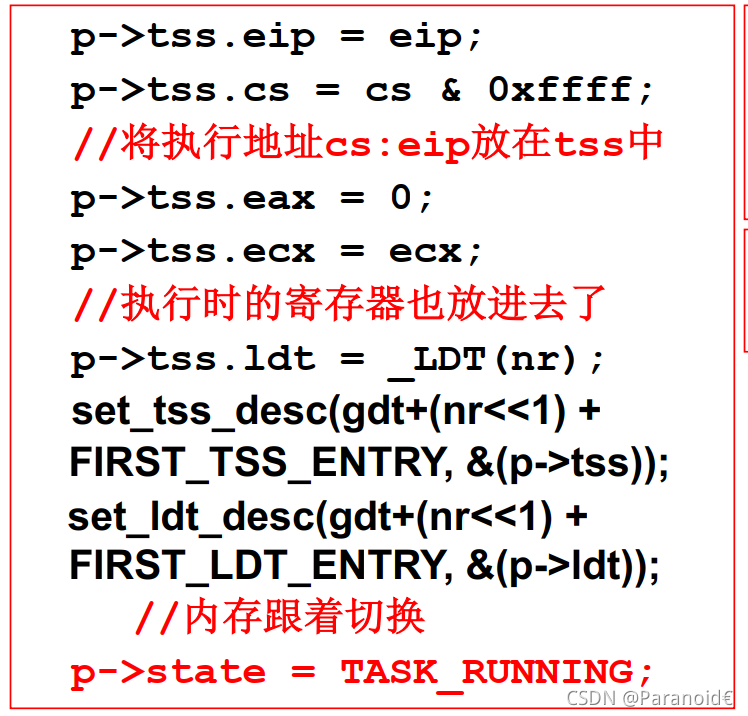 p->tss.eip = eip;
p->tss.cs = cs & 0xffff;
//将执行地址cs:eip放在tss中
p->tss.eax = 0;
p->tss.ecx = ecx;
//执行时的寄存器也放进去了
p->tss.ldt = _LDT(nr);
set_tss_desc(gdt+(nr<<1) +
FIRST_TSS_ENTRY, &(p->tss));
set_ldt_desc(gdt+(nr<<1) +
FIRST_LDT_ENTRY, &(p->ldt));
//内存跟着切换
p->state = TASK_RUNNING;
CSDN @Paranoid€